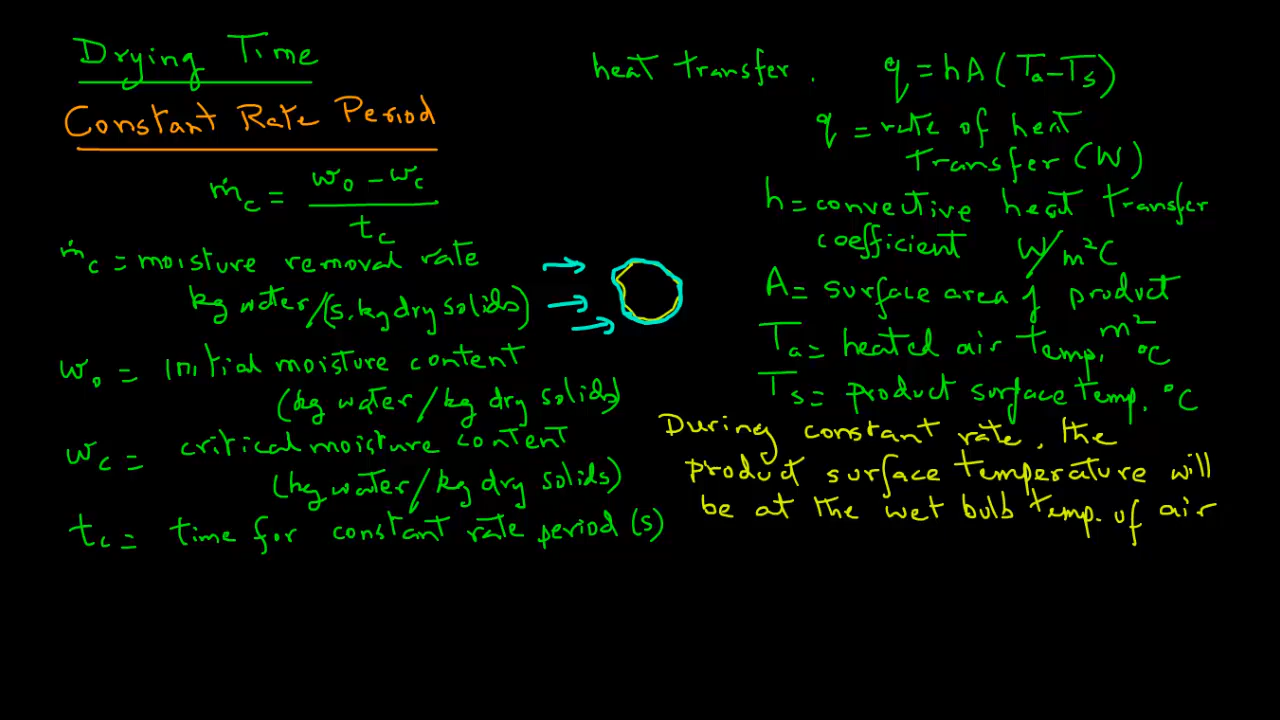 Drying Time
Constant Rate Period
ṁc = (w₀ - wc) / tc
ṁc = moisture removal rate
kg water/(s. kg dry solids)
w₀ = initial moisture content
(kg water/kg dry solids)
wc = critical moisture content
(kg water/kg dry solids)
tc = time for constant rate period (s)
heat transfer. q = hA(Ta-Ts)
q = rate of heat
transfer (W)
h = convective heat transfer
coefficient W/m²C
A = surface area of product
m²
Ta = heated air temp. °C
Ts = product surface temp. °C
During constant rate, the
product surface temperature will
be at the wet bulb temp. of air